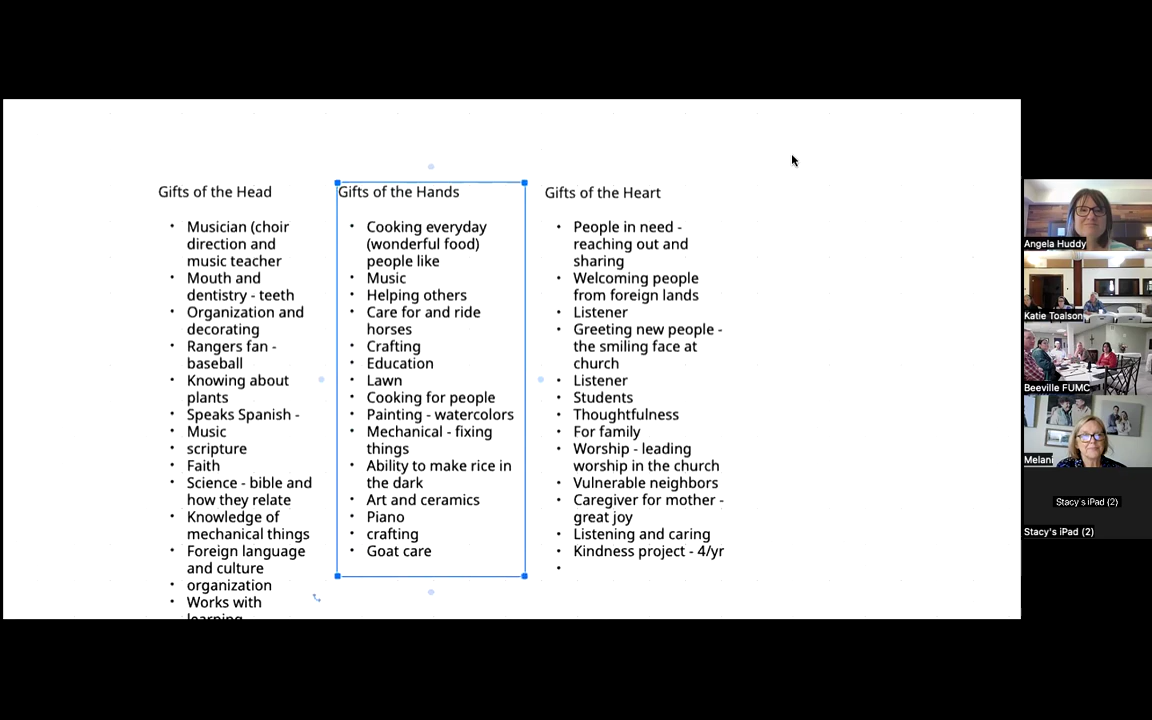 Gifts of the Head
• Musician (choir
direction and
music teacher
• Mouth and
dentistry - teeth
• Organization and
decorating
• Rangers fan -
baseball
• Knowing about
plants
• Speaks Spanish -
• Music
• scripture
• Faith
• Science - bible and
how they relate
• Knowledge of
mechanical things
• Foreign language
and culture
• organization
• Works with
learning
Gifts of the Hands
• Cooking everyday
(wonderful food)
people like
• Music
• Helping others
• Care for and ride
horses
• Crafting
• Education
• Lawn
• Cooking for people
• Painting - watercolors
• Mechanical - fixing
things
• Ability to make rice in
the dark
• Art and ceramics
• Piano
• crafting
• Goat care
Gifts of the Heart
• People in need -
reaching out and
sharing
• Welcoming people
from foreign lands
• Listener
• Greeting new people -
the smiling face at
church
• Listener
• Students
• Thoughtfulness
• For family
• Worship - leading
worship in the church
• Vulnerable neighbors
• Caregiver for mother -
great joy
• Listening and caring
• Kindness project - 4/yr
•
Angela Huddy
Katie Toalson
Beeville FUMC
Melani
Stacy's iPad (2)
Stacy's iPad (2)